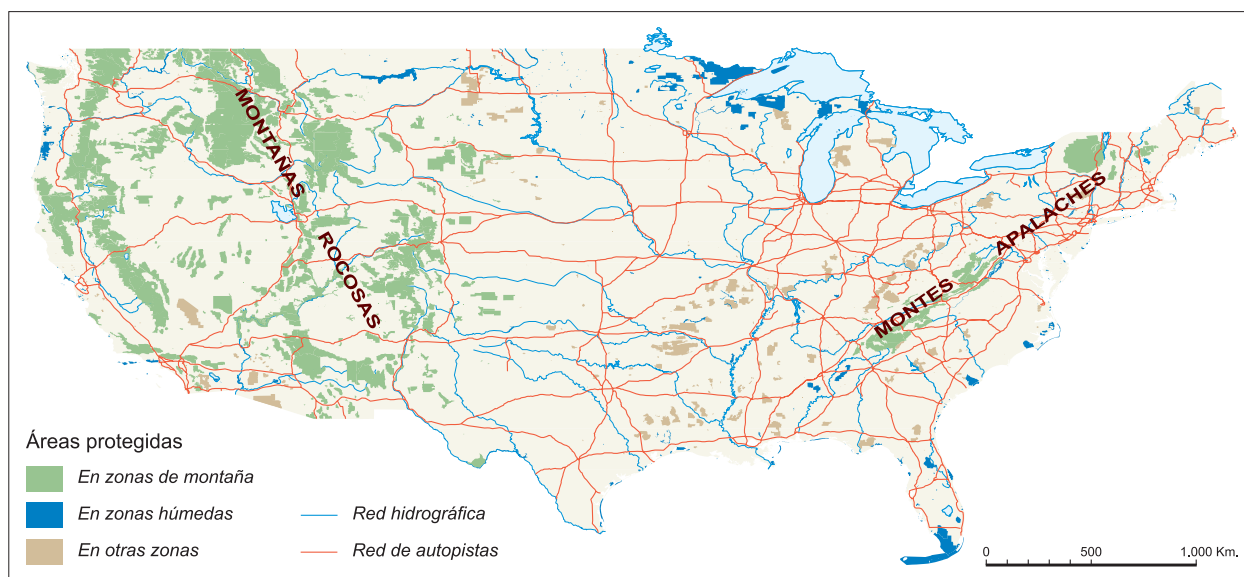 MONTAÑAS
ROCOSAS
MONTES
APALACHES
Áreas protegidas
En zonas de montaña
En zonas húmedas
En otras zonas
Red hidrográfica
Red de autopistas
0 500 1.000 Km.